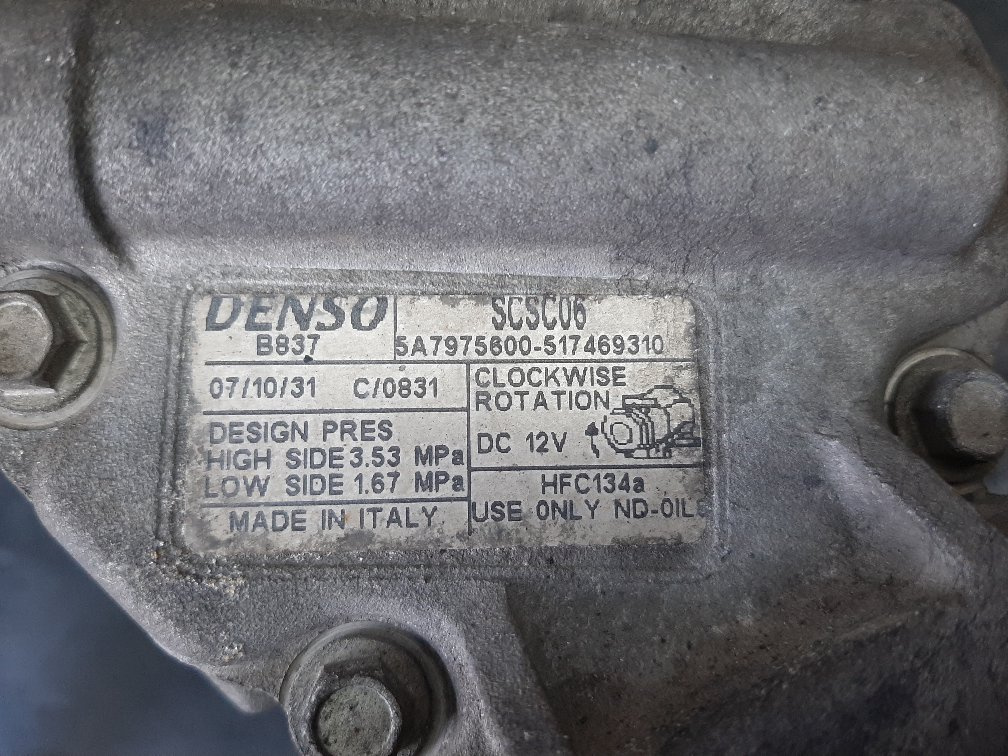 DENSO
B837
SCSC06
5A7975600-517469310
07/10/31 C/0831
CLOCKWISE
ROTATION
DC 12V
DESIGN PRES
HIGH SIDE 3.53 MPa
LOW SIDE 1.67 MPa
HFC134a
USE ONLY ND-OIL8
MADE IN ITALY